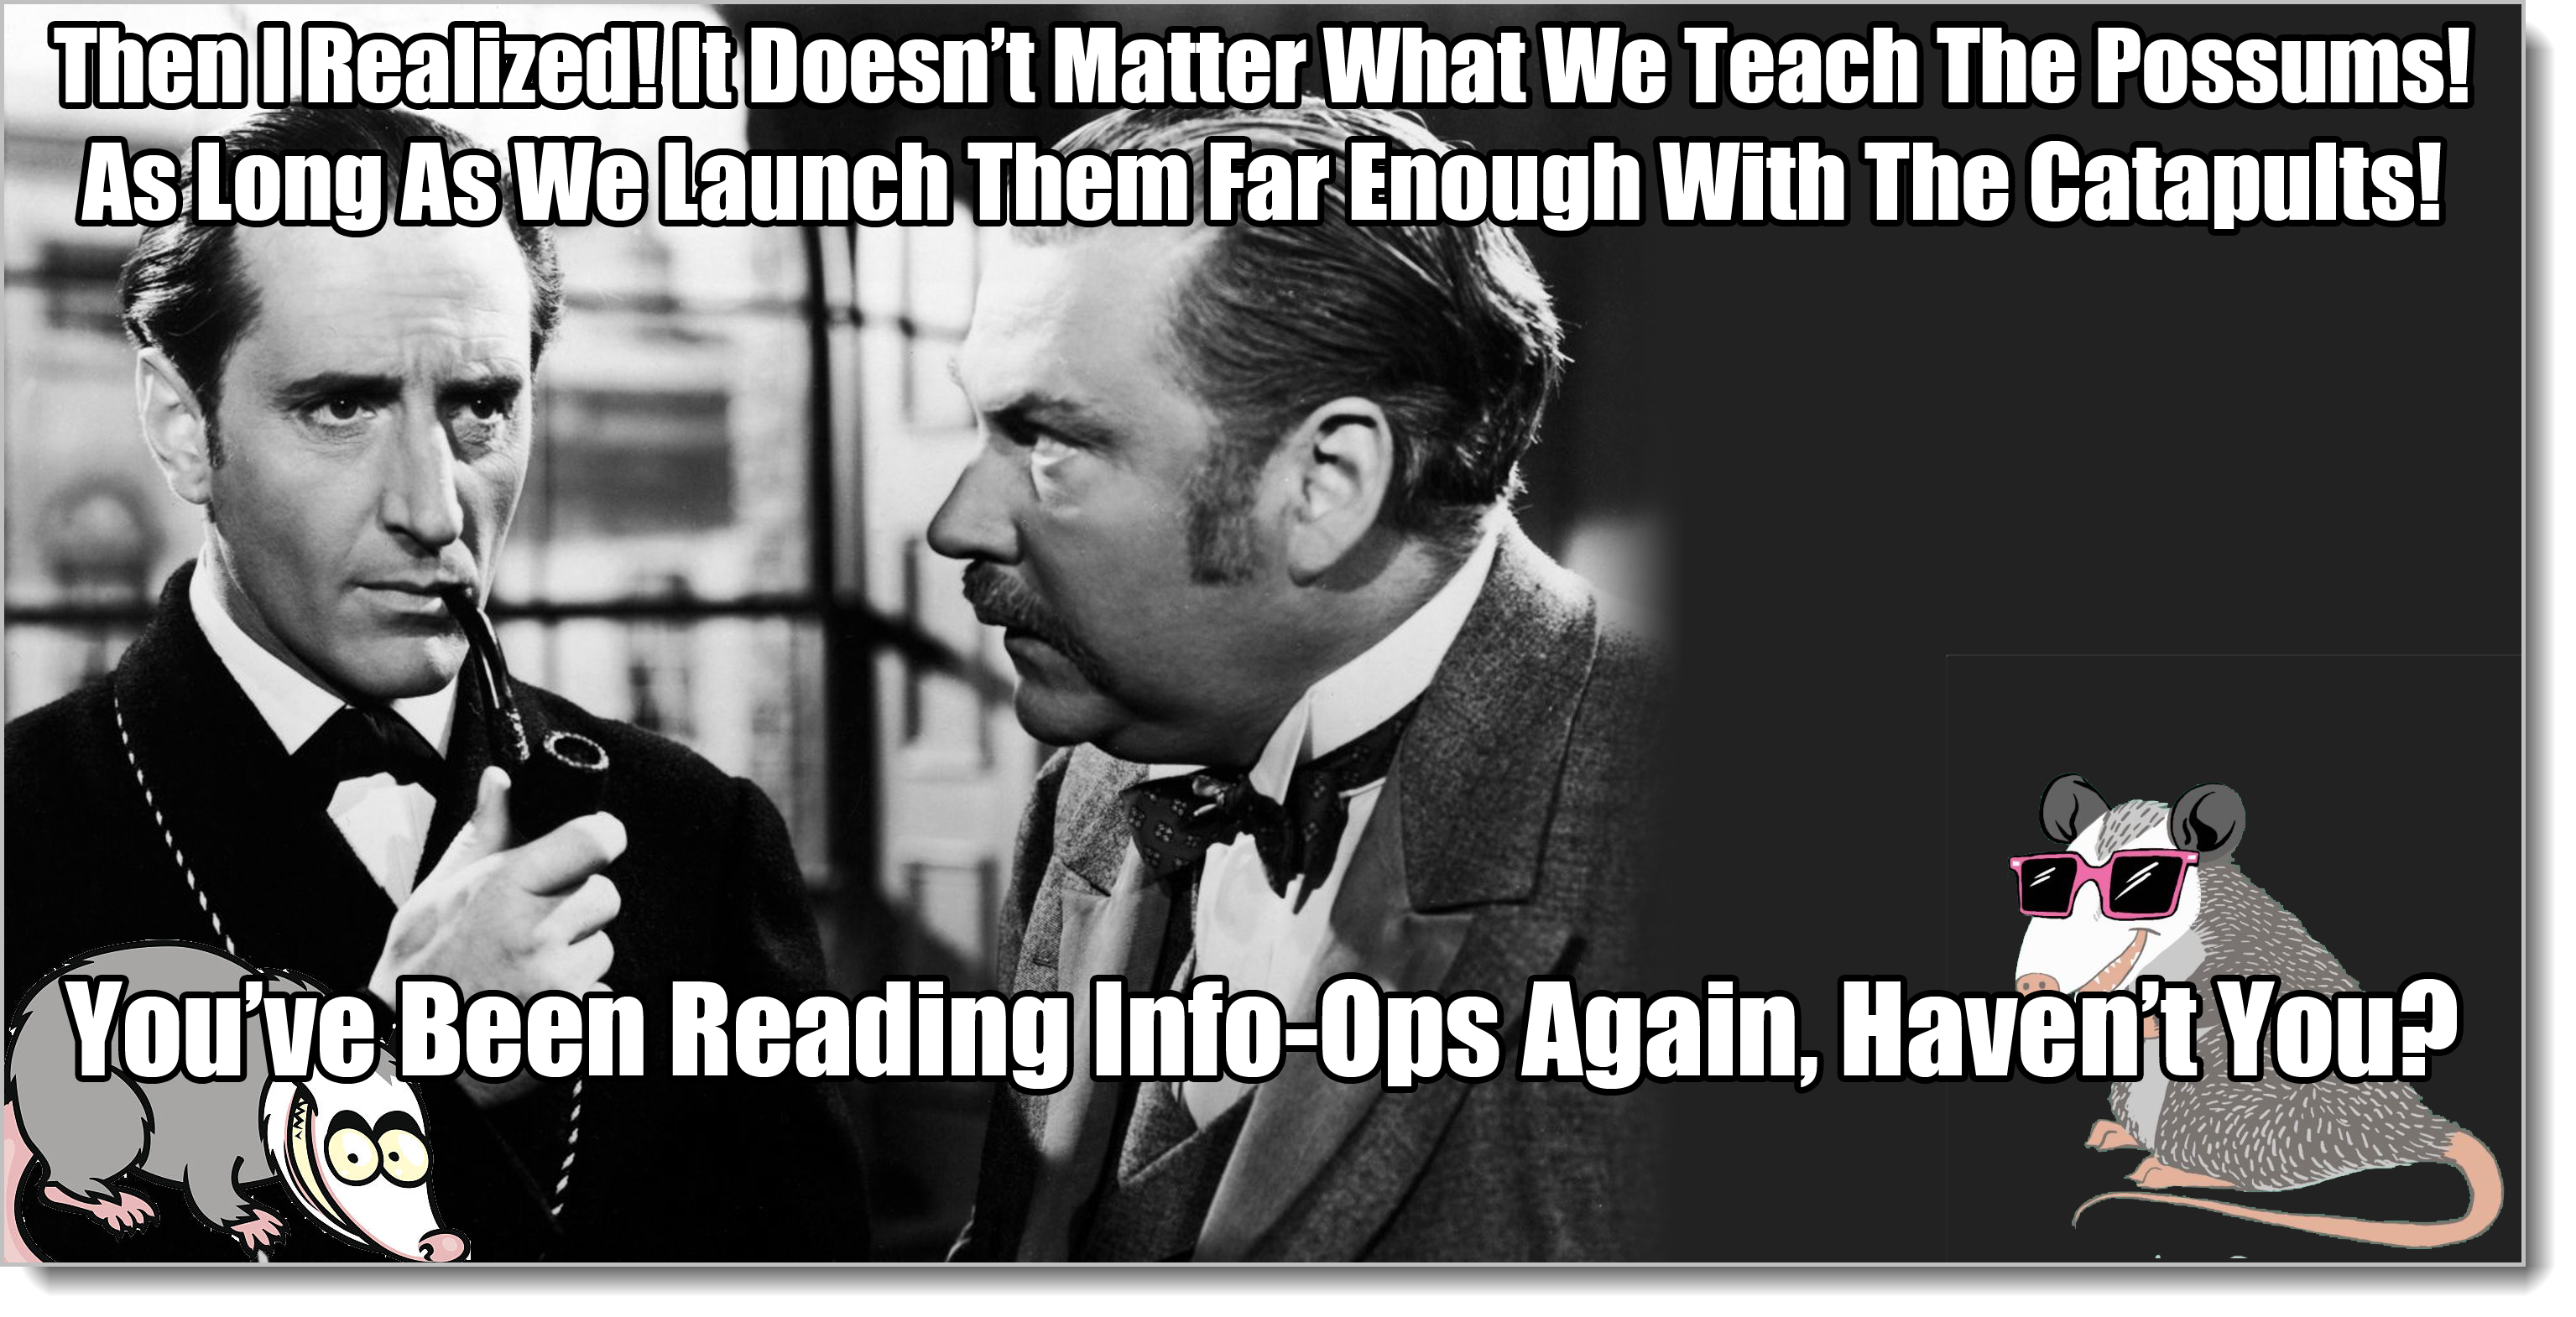 Then I Realized! It Doesn’t Matter What We Teach The Possums!
As Long As We Launch Them Far Enough With The Catapults!
You’ve Been Reading Info-Ops Again, Haven’t You?